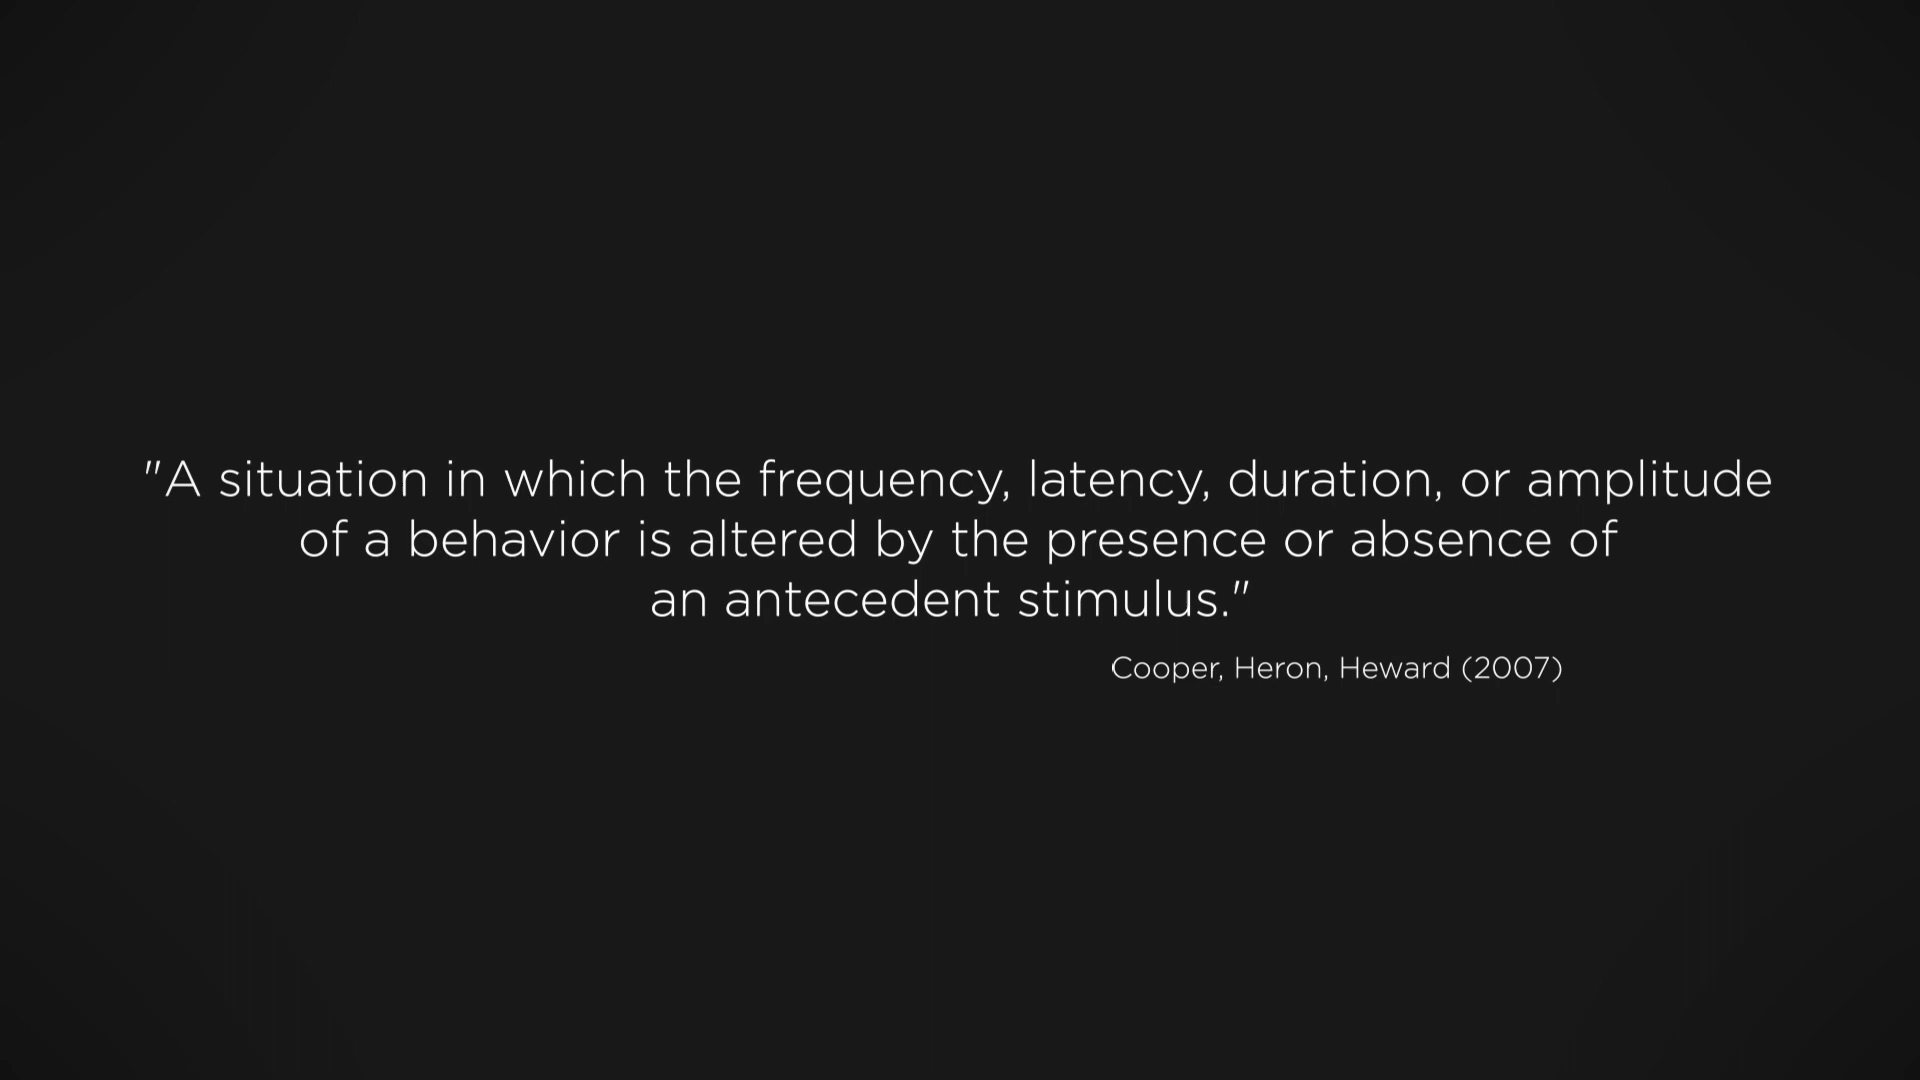 "A situation in which the frequency, latency, duration, or amplitude
of a behavior is altered by the presence or absence of
an antecedent stimulus."
Cooper, Heron, Heward (2007)